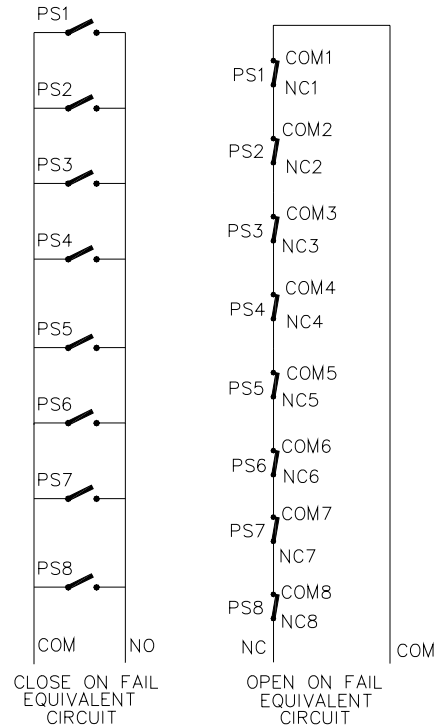 PS1
PS2
PS3
PS4
PS5
PS6
PS7
PS8
COM NO
CLOSE ON FAIL
EQUIVALENT
CIRCUIT
COM1
PS1
NC1
COM2
PS2
NC2
COM3
PS3
NC3
COM4
PS4
NC4
COM5
PS5
NC5
COM6
PS6
NC6
COM7
PS7
NC7
COM8
PS8
NC8
NC COM
OPEN ON FAIL
EQUIVALENT
CIRCUIT